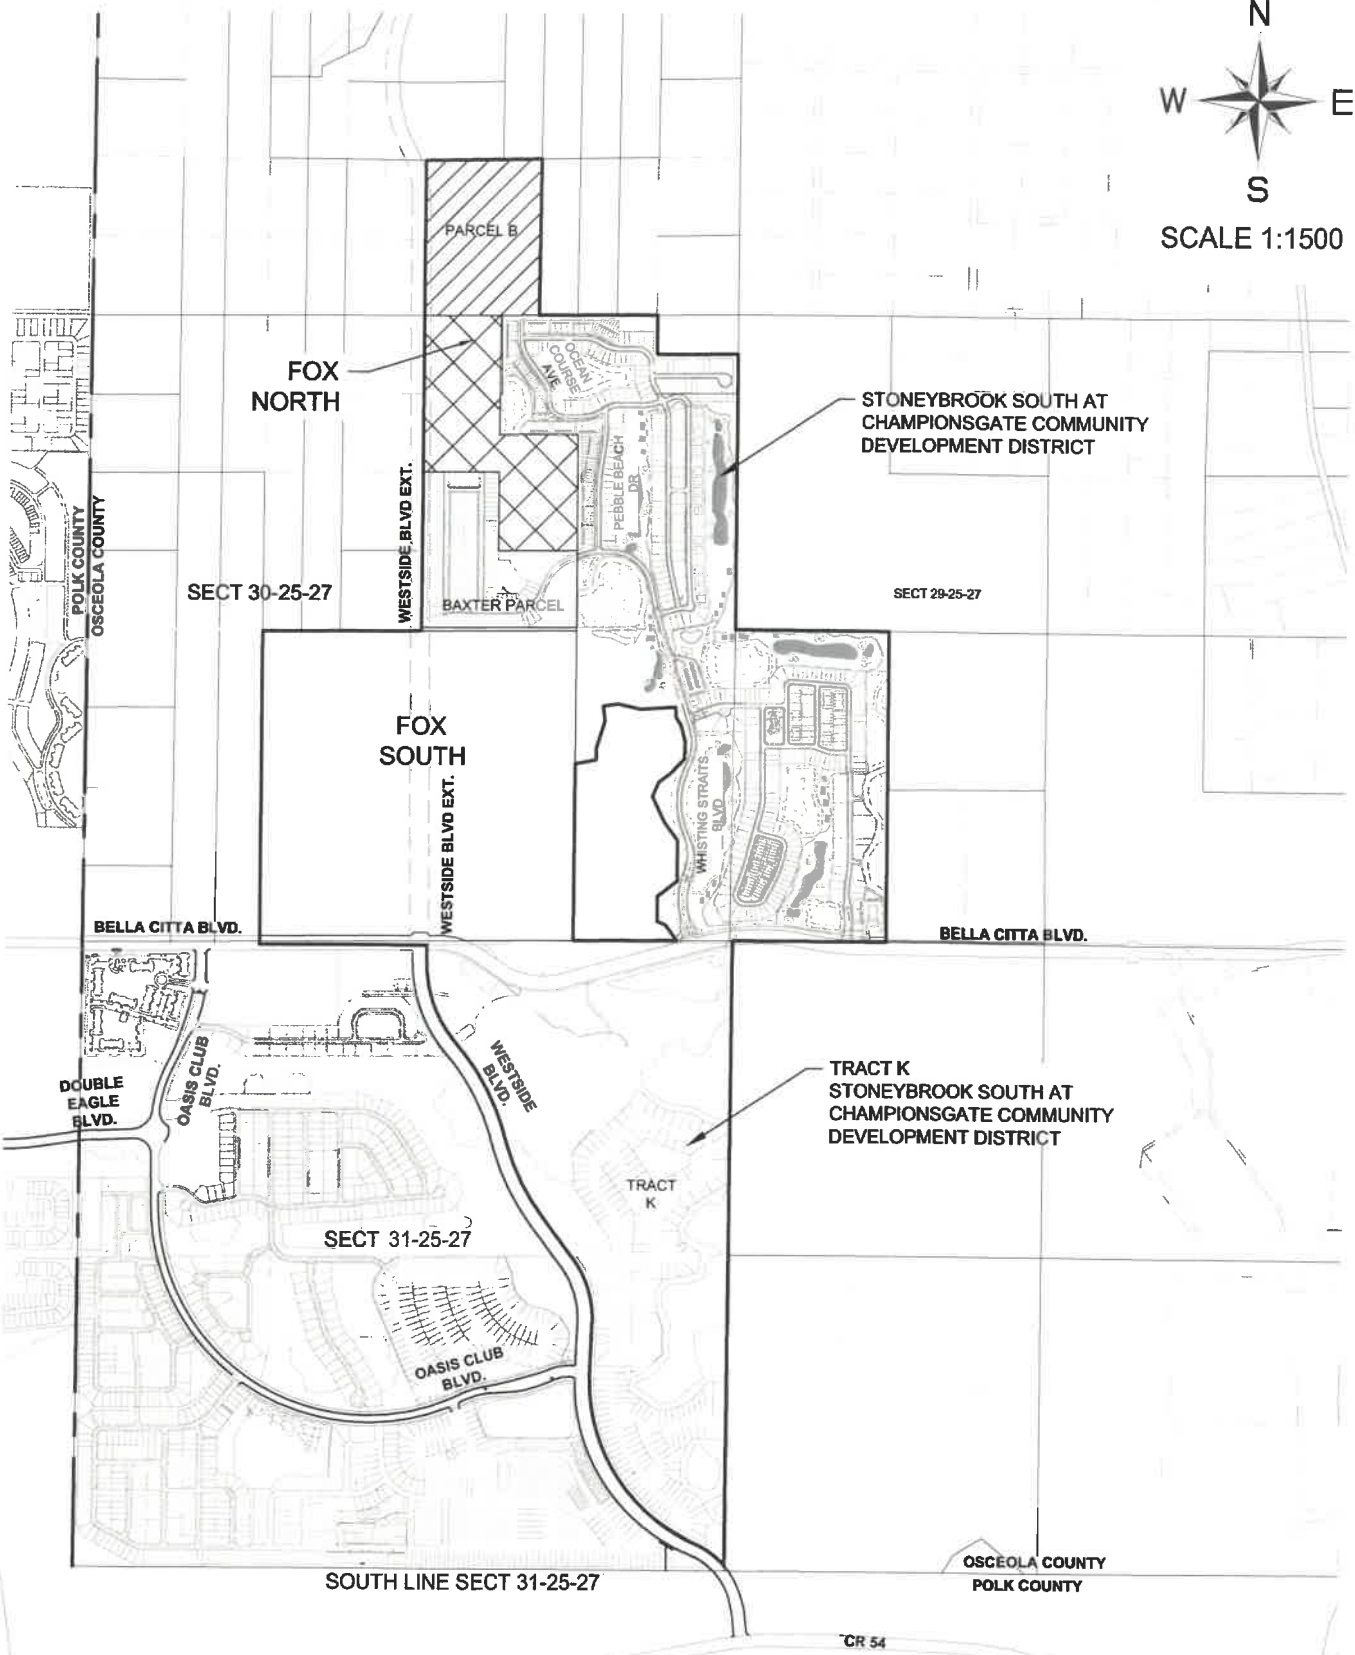 N
W
E
S
SCALE 1:1500
PARCEL B
FOX
NORTH
OCEAN
COURSE
AVE
STONEYBROOK SOUTH AT
CHAMPIONSGATE COMMUNITY
DEVELOPMENT DISTRICT
PEBBLE BEACH
DR
WESTSIDE BLVD EXT.
POLK COUNTY
OSCEOLA COUNTY
SECT 30-25-27
BAXTER PARCEL
SECT 29-25-27
FOX
SOUTH
WESTSIDE BLVD EXT.
WHISTING STRAITS
BLVD
BELLA CITTA BLVD.
BELLA CITTA BLVD.
DOUBLE
EAGLE
BLVD.
OASIS CLUB
BLVD.
WESTSIDE
BLVD.
TRACT K
STONEYBROOK SOUTH AT
CHAMPIONSGATE COMMUNITY
DEVELOPMENT DISTRICT
TRACT
K
SECT 31-25-27
OASIS CLUB
BLVD.
OSCEOLA COUNTY
POLK COUNTY
SOUTH LINE SECT 31-25-27
CR 54